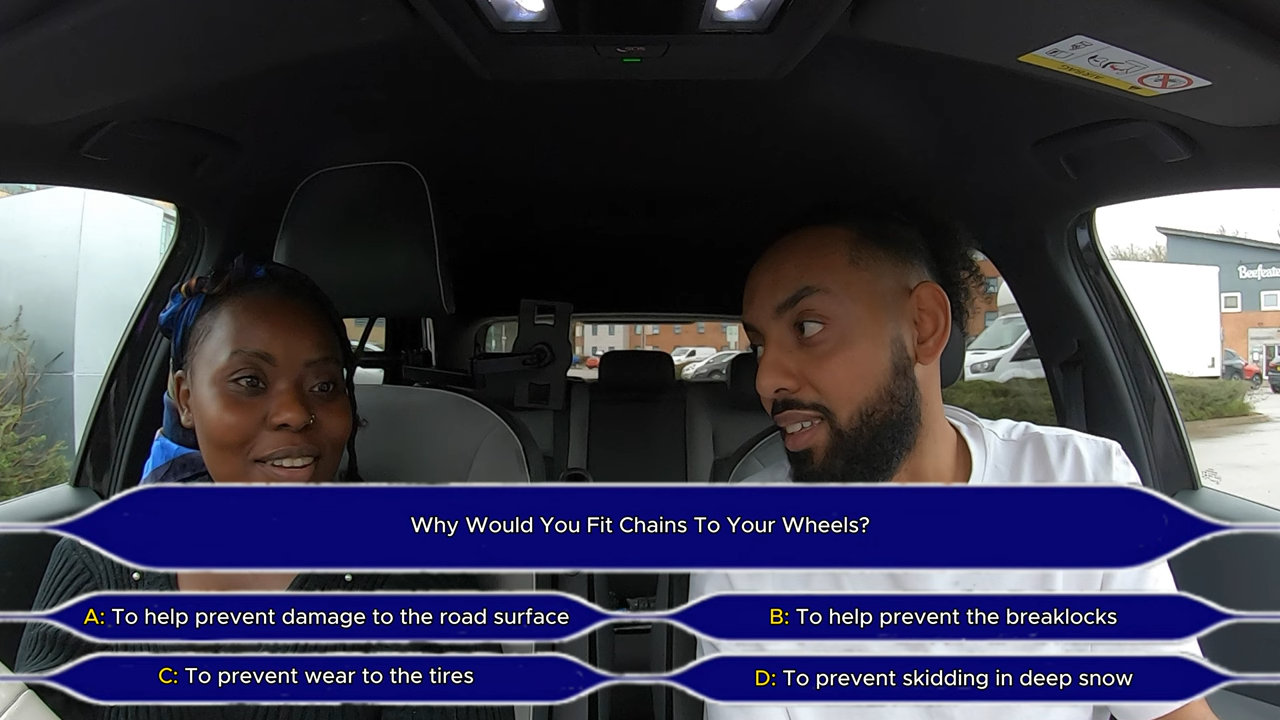 Beefeate
Why Would You Fit Chains To Your Wheels?
A: To help prevent damage to the road surface
B: To help prevent the breaklocks
C: To prevent wear to the tires
D: To prevent skidding in deep snow